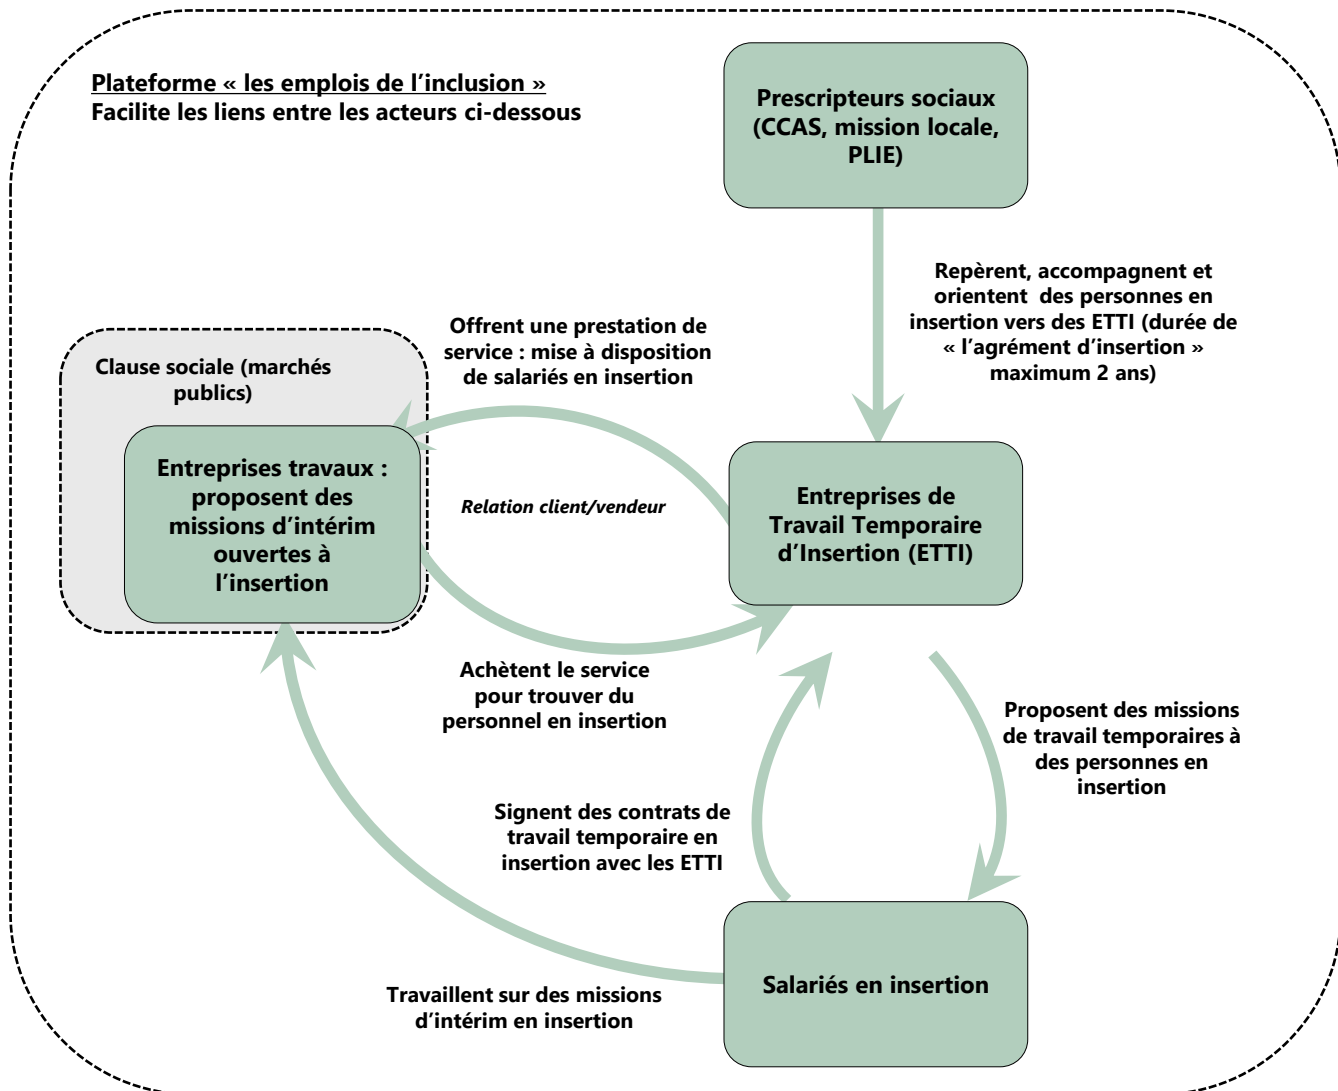 Plateforme « les emplois de l’inclusion »
Facilite les liens entre les acteurs ci-dessous
Prescripteurs sociaux
(CCAS, mission locale,
PLIE)
Repèrent, accompagnent et
orientent des personnes en
insertion vers des ETTI (durée de
« l’agrément d’insertion »
maximum 2 ans)
Offrent une prestation de
service : mise à disposition
de salariés en insertion
Clause sociale (marchés
publics)
Entreprises travaux :
proposent des
missions d’intérim
ouvertes à
l’insertion
Relation client/vendeur
Entreprises de
Travail Temporaire
d’Insertion (ETTI)
Achètent le service
pour trouver du
personnel en insertion
Proposent des missions
de travail temporaires à
des personnes en
insertion
Signent des contrats de
travail temporaire en
insertion avec les ETTI
Salariés en insertion
Travaillent sur des missions
d’intérim en insertion